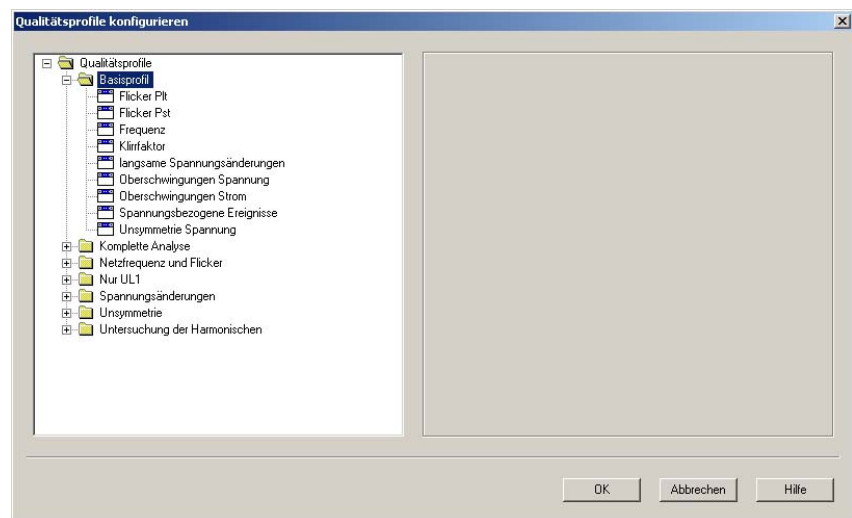 Qualitätsprofile konfigurieren
Qualitätsprofile
Basisprofil
Flicker Plt
Flicker Pst
Frequenz
Klirrfaktor
langsame Spannungsänderungen
Oberschwingungen Spannung
Oberschwingungen Strom
Spannungsbezogene Ereignisse
Unsymmetrie Spannung
Komplette Analyse
Netzfrequenz und Flicker
Nur UL1
Spannungsänderungen
Unsymmetrie
Untersuchung der Harmonischen
OK Abbrechen Hilfe